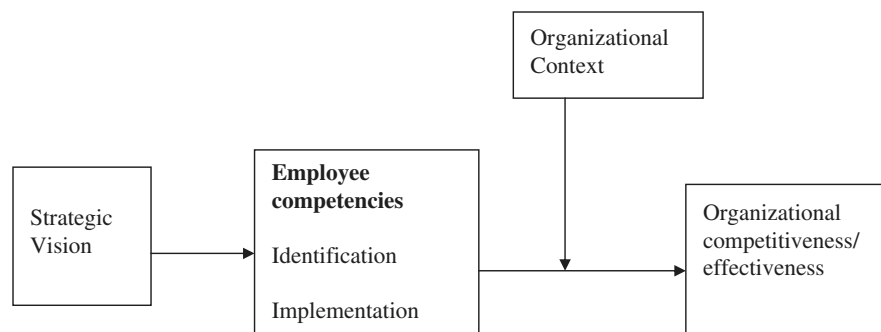 Organizational
Context
Strategic
Vision
Employee
competencies
Identification
Implementation
Organizational
competitiveness/
effectiveness